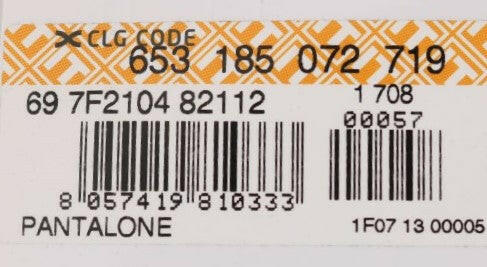 CLG CODE
653 185 072 719
69 7F2104 82112
1 708
00057
8 057419 810333
PANTALONE
1F07 13 00005